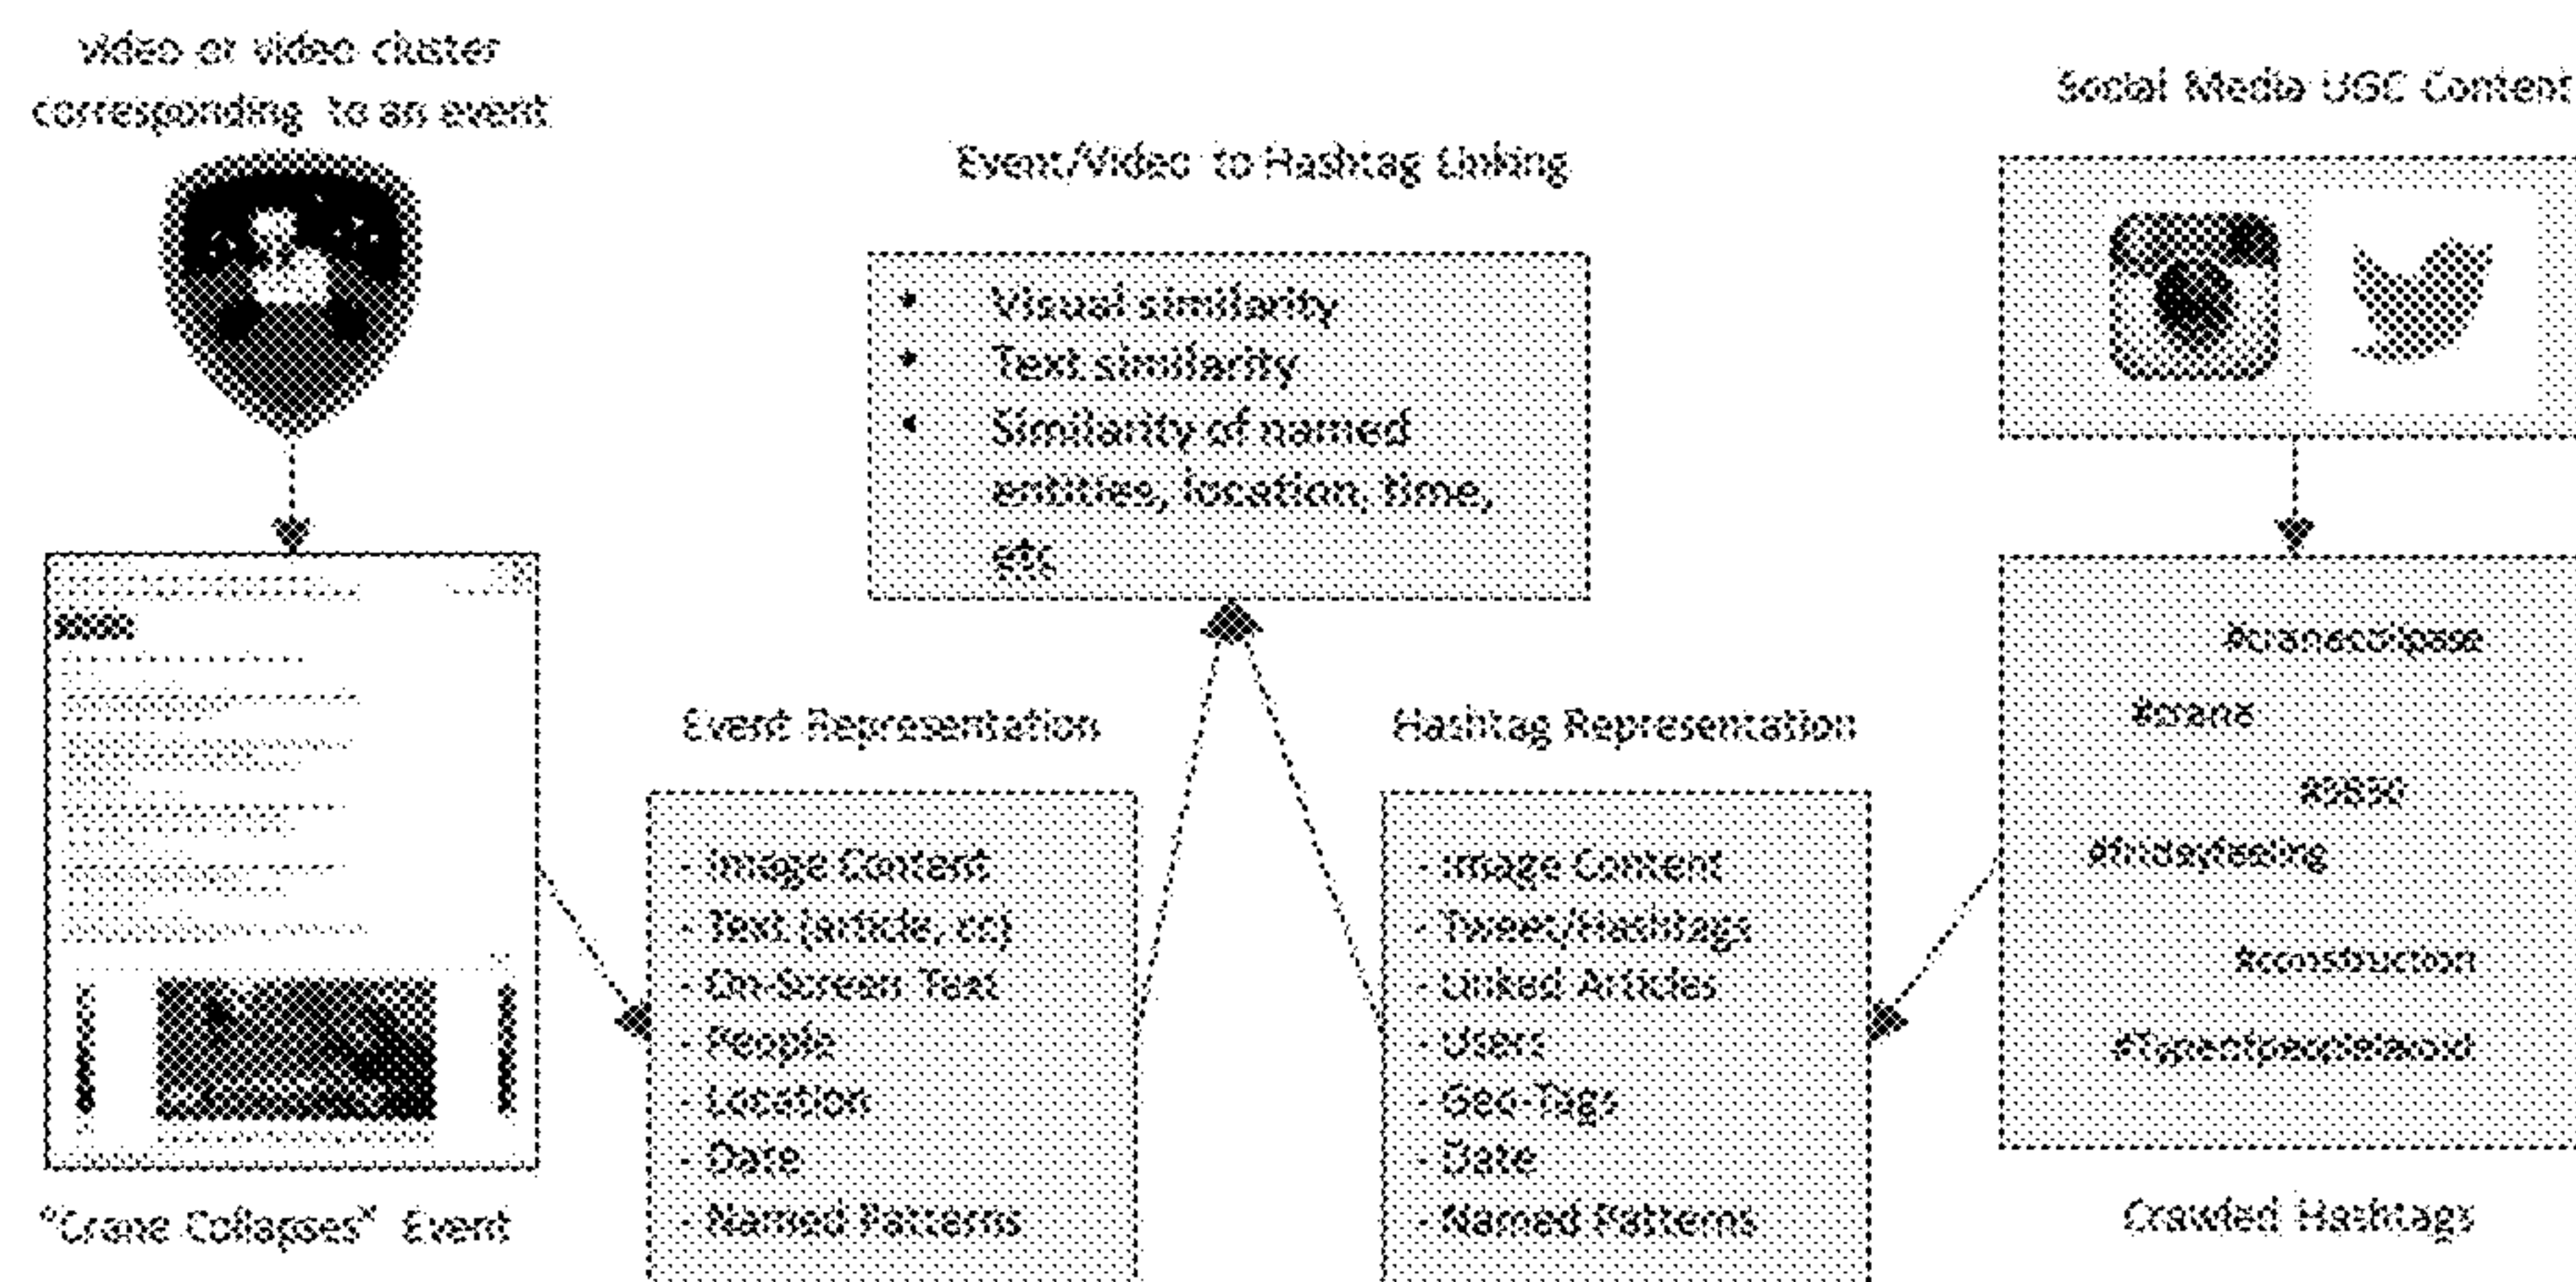 video or video cluster
corresponding to an event
"Crane Collapses" Event
Event/Video to Hashtag Linking
• Visual similarity
• Text similarity
• Similarity of named
entities, location, time,
etc
Event Representation
- Image Content
- Text (article, cc)
- On-Screen Text
- People
- Location
- Date
- Named Patterns
Hashtag Representation
- Image Content
- Tweet/Hashtags
- Linked Articles
- Users
- Geo-Tags
- Date
- Named Patterns
Social Media UGC Content
#cranecollpase
#crane
#fridayfeeling
#construction
#TypeofpeopleIavoid
Crawled Hashtags